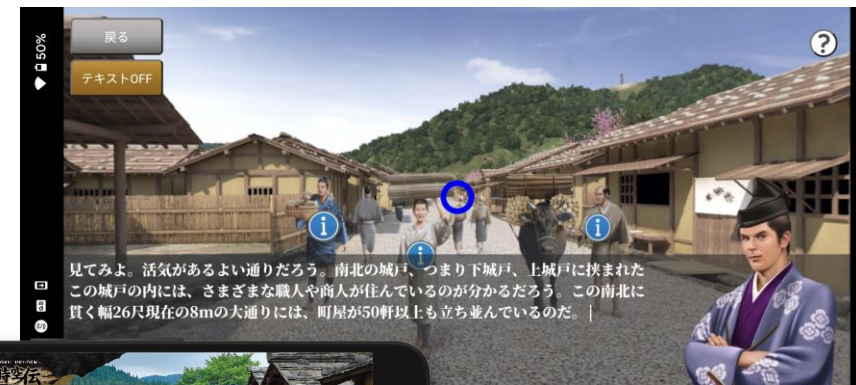 50%
戻る
テキストOFF
?
i
i
i
見てみよ。活気があるよい通りだろう。南北の城戸、つまり下城戸、上城戸に挟まれた
この城戸の内には、さまざまな職人や商人が住んでいるのが分かるだろう。この南北に
貫く幅26尺現在の8mの大通りには、町屋が50軒以上も立ち並んでいるのだ。|
時空伝